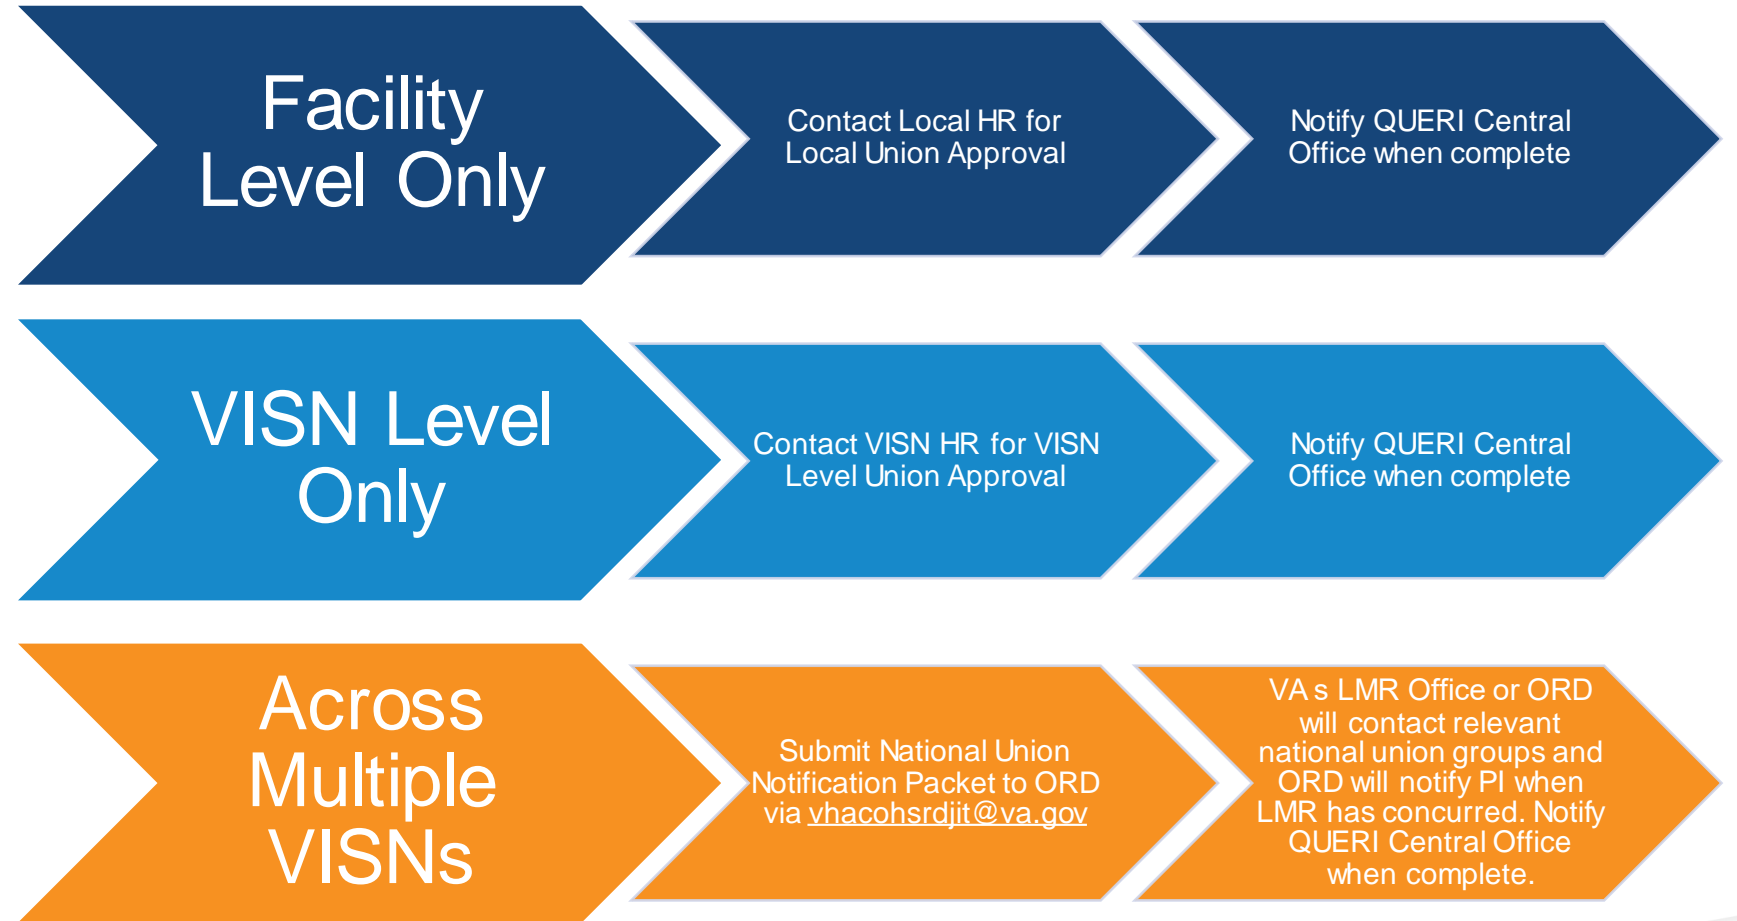 Facility
Level Only
Contact Local HR for
Local Union Approval
Notify QUERI Central
Office when complete
VISN Level
Only
Contact VISN HR for VISN
Level Union Approval
Notify QUERI Central
Office when complete
Across
Multiple
VISNs
Submit National Union
Notification Packet to ORD
via vhacohsrdjit@va.gov
VA s LMR Office or ORD
will contact relevant
national union groups and
ORD will notify PI when
LMR has concurred. Notify
QUERI Central Office
when complete.